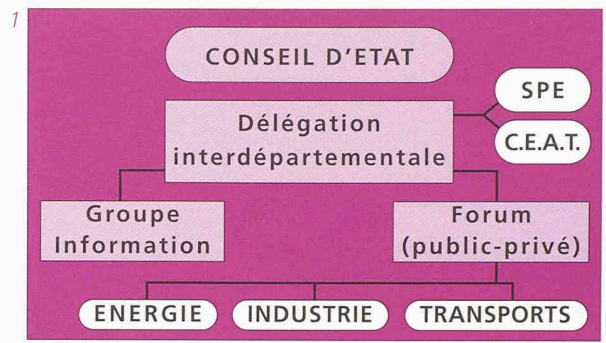 1
CONSEIL D'ETAT
SPE
Délégation
interdépartementale
C.E.A.T.
Groupe
Information
Forum
(public-privé)
ENERGIE
INDUSTRIE
TRANSPORTS